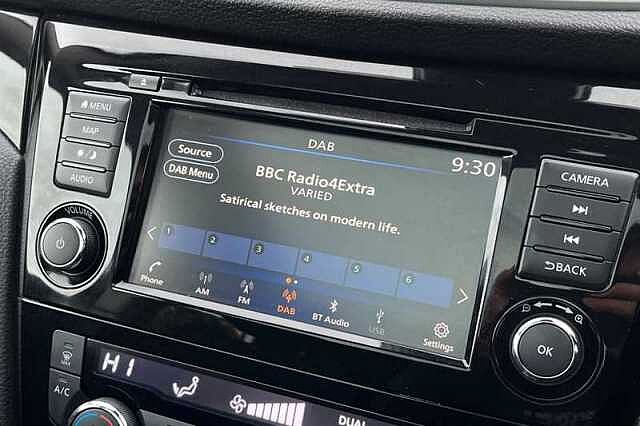 MENU
MAP
AUDIO
VOLUME
DAB
9:30
Source
DAB Menu
BBC Radio4Extra
VARIED
Satirical sketches on modern life.
1 2 3 4 5 6
Phone AM FM DAB BT Audio USB Settings
CAMERA
BACK
OK
A/C
HI
DUAL